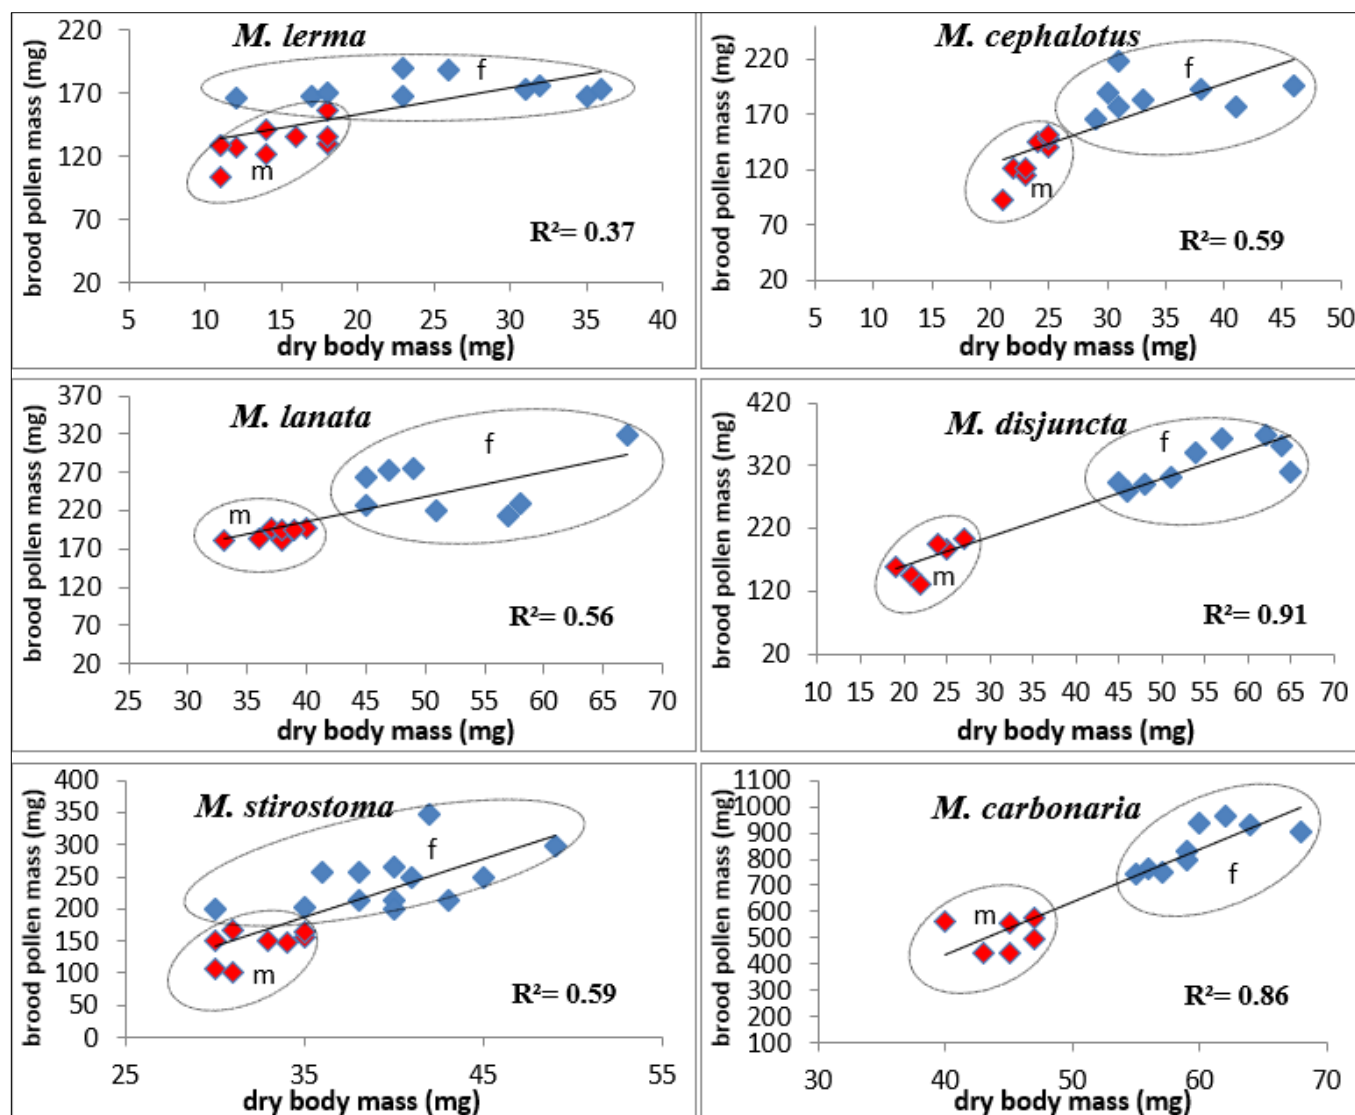 M. lerma
brood pollen mass (mg)
220
170
120
70
20
f
m
R²= 0.37
5 10 15 20 25 30 35 40
dry body mass (mg)
M. cephalotus
brood pollen mass (mg)
220
170
120
70
20
f
m
R²= 0.59
5 10 15 20 25 30 35 40 45 50
dry body mass (mg)
M. lanata
brood pollen mass (mg)
370
320
270
220
170
120
70
20
f
m
R²= 0.56
25 30 35 40 45 50 55 60 65 70
dry body mass (mg)
M. disjuncta
brood pollen mass (mg)
420
320
220
120
20
f
m
R²= 0.91
10 15 20 25 30 35 40 45 50 55 60 65 70
dry body mass (mg)
M. stirostoma
brood pollen mass (mg)
400
350
300
250
200
150
100
50
0
f
m
R²= 0.59
25 35 45 55
dry body mass (mg)
M. carbonaria
brood pollen mass (mg)
1100
1000
900
800
700
600
500
400
300
200
100
m
f
R²= 0.86
30 40 50 60 70
dry body mass (mg)